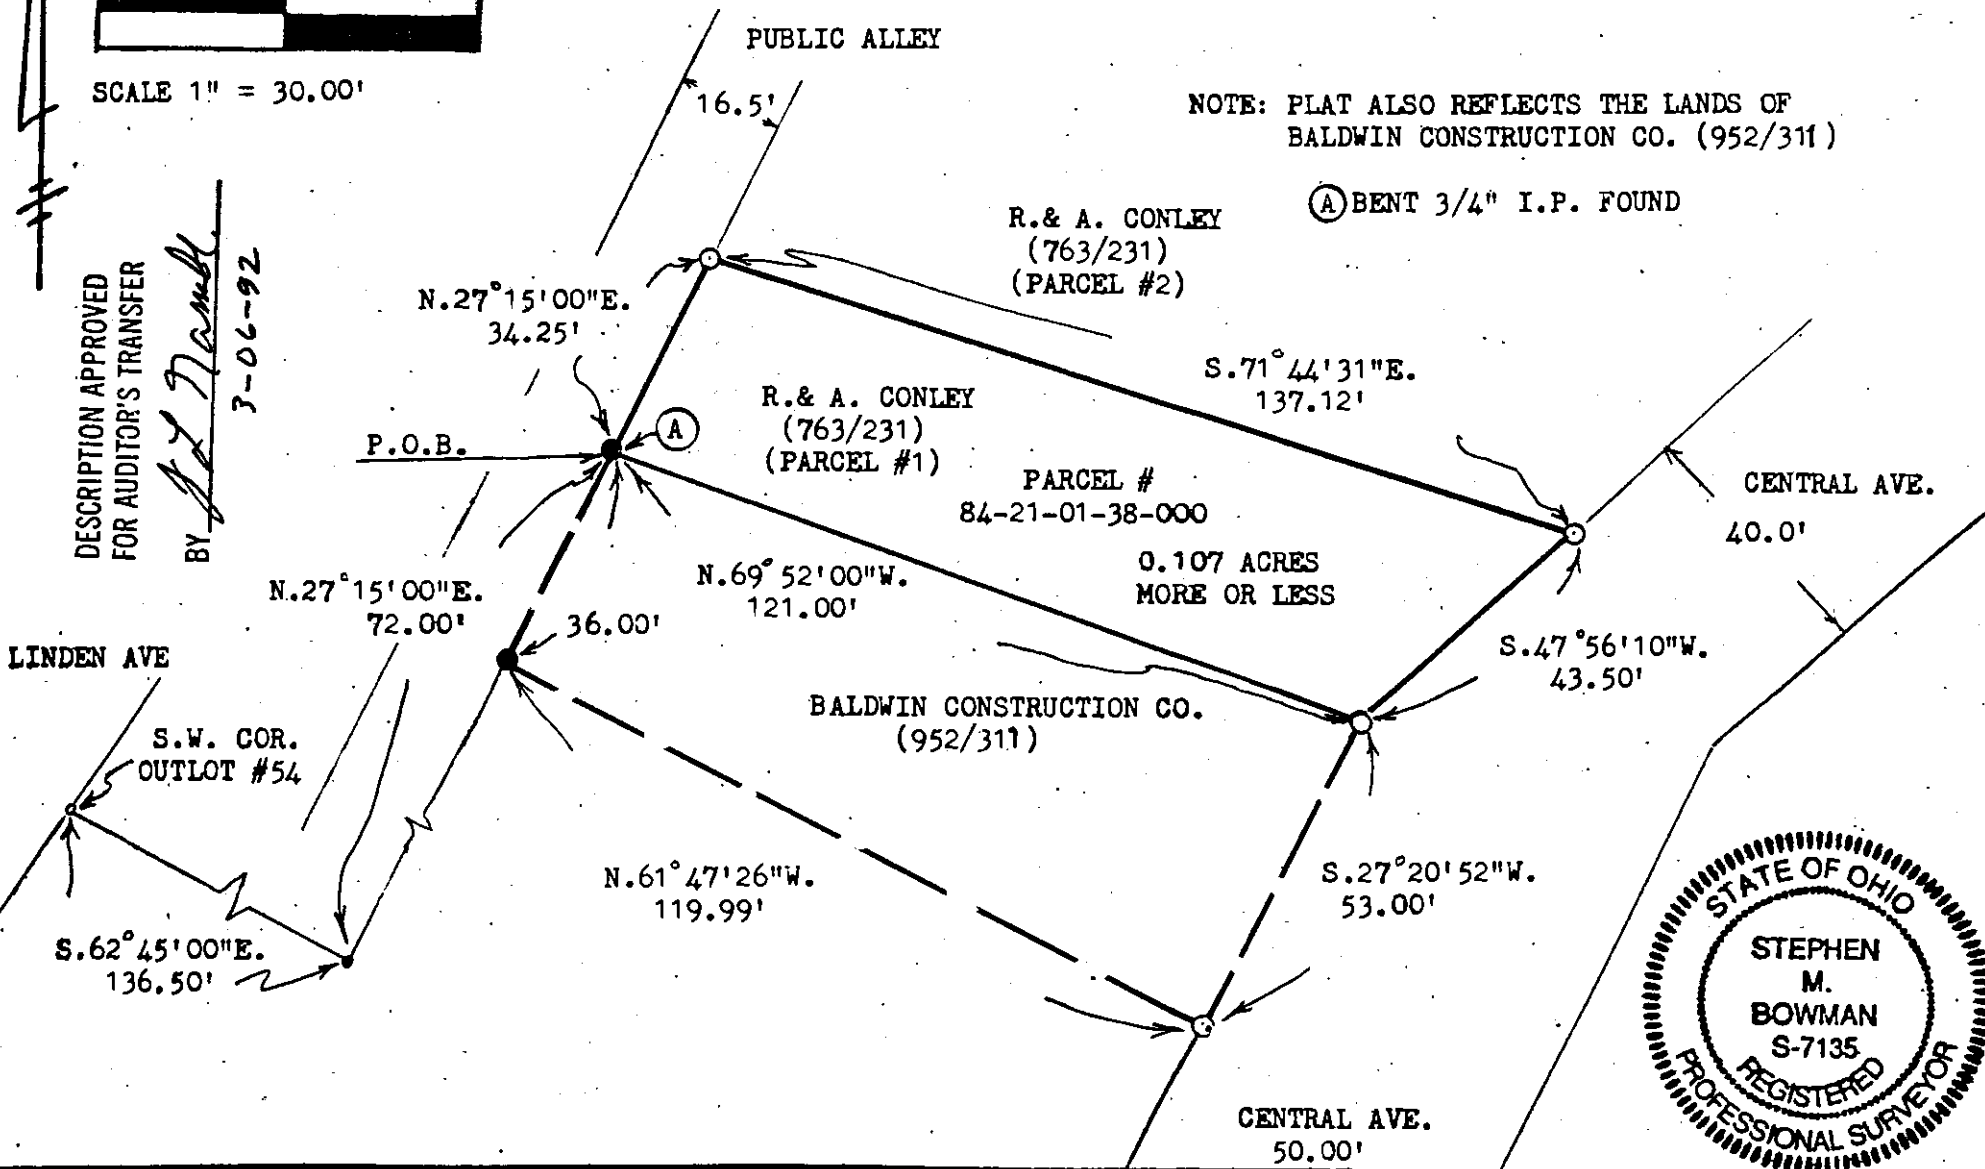 PUBLIC ALLEY
SCALE 1" = 30.00'
16.5'
NOTE: PLAT ALSO REFLECTS THE LANDS OF
BALDWIN CONSTRUCTION CO. (952/311)
Ⓐ BENT 3/4" I.P. FOUND
DESCRIPTION APPROVED
FOR AUDITOR'S TRANSFER
BY
3-06-92
R.& A. CONLEY
(763/231)
(PARCEL #2)
N.27°15'00"E.
34.25'
S.71°44'31"E.
137.12'
R.& A. CONLEY
(763/231)
(PARCEL #1)
A
P.O.B.
PARCEL #
84-21-01-38-000
0.107 ACRES
MORE OR LESS
CENTRAL AVE.
40.0'
N.69°52'00"W.
121.00'
N.27°15'00"E.
72.00'
36.00'
S.47°56'10"W.
43.50'
LINDEN AVE
S.W. COR.
OUTLOT #54
BALDWIN CONSTRUCTION CO.
(952/311)
N.61°47'26"W.
119.99'
S.27°20'52"W.
53.00'
S.62°45'00"E.
136.50'
STATE OF OHIO
STEPHEN
M.
BOWMAN
S-7135
REGISTERED
PROFESSIONAL SURVEYOR
CENTRAL AVE.
50.00'